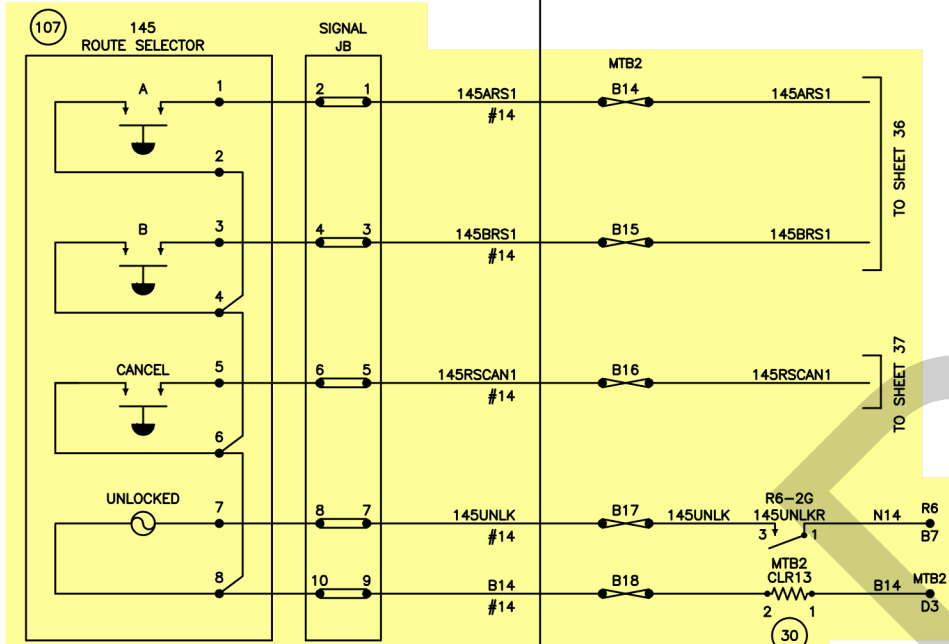 107
145
ROUTE SELECTOR
SIGNAL
JB
MTB2
A
1
2
1
145ARS1
#14
B14
145ARS1
2
TO SHEET 36
B
3
4
3
145BRS1
#14
B15
145BRS1
4
CANCEL
5
6
5
145RSCAN1
#14
B16
145RSCAN1
TO SHEET 37
6
UNLOCKED
7
8
7
145UNLK
#14
B17
145UNLK
R6-2G
145UNLKR
3
1
N14
R6
B7
8
10
9
B14
#14
B18
MTB2
CLR13
2
1
B14
MTB2
D3
30